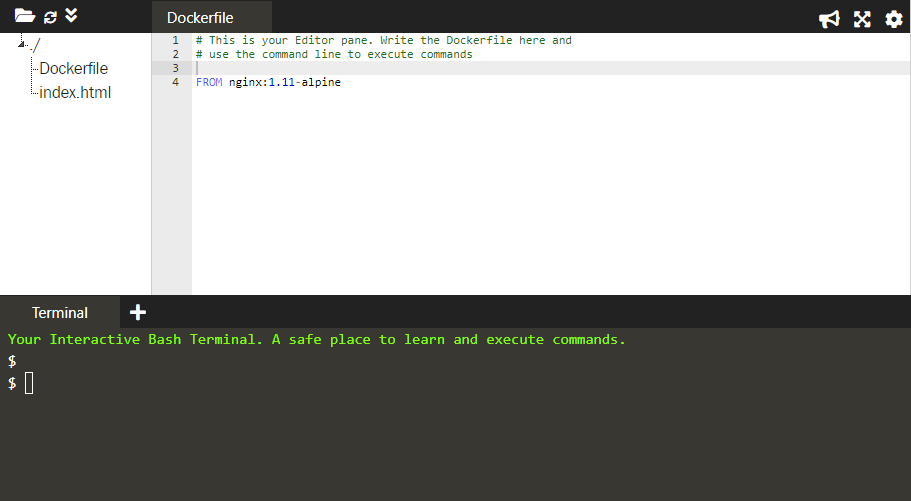 Dockerfile
./
Dockerfile
index.html
1 # This is your Editor pane. Write the Dockerfile here and
2 # use the command line to execute commands
3
4 FROM nginx:1.11-alpine
Terminal
Your Interactive Bash Terminal. A safe place to learn and execute commands.
$
$